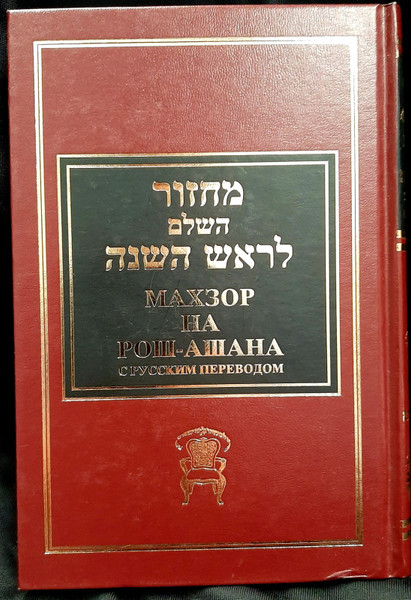 מחזור
השלם
לראש השנה
МАХЗОР
НА
РОШ-АШАНА
С РУССКИМ ПЕРЕВОДОМ